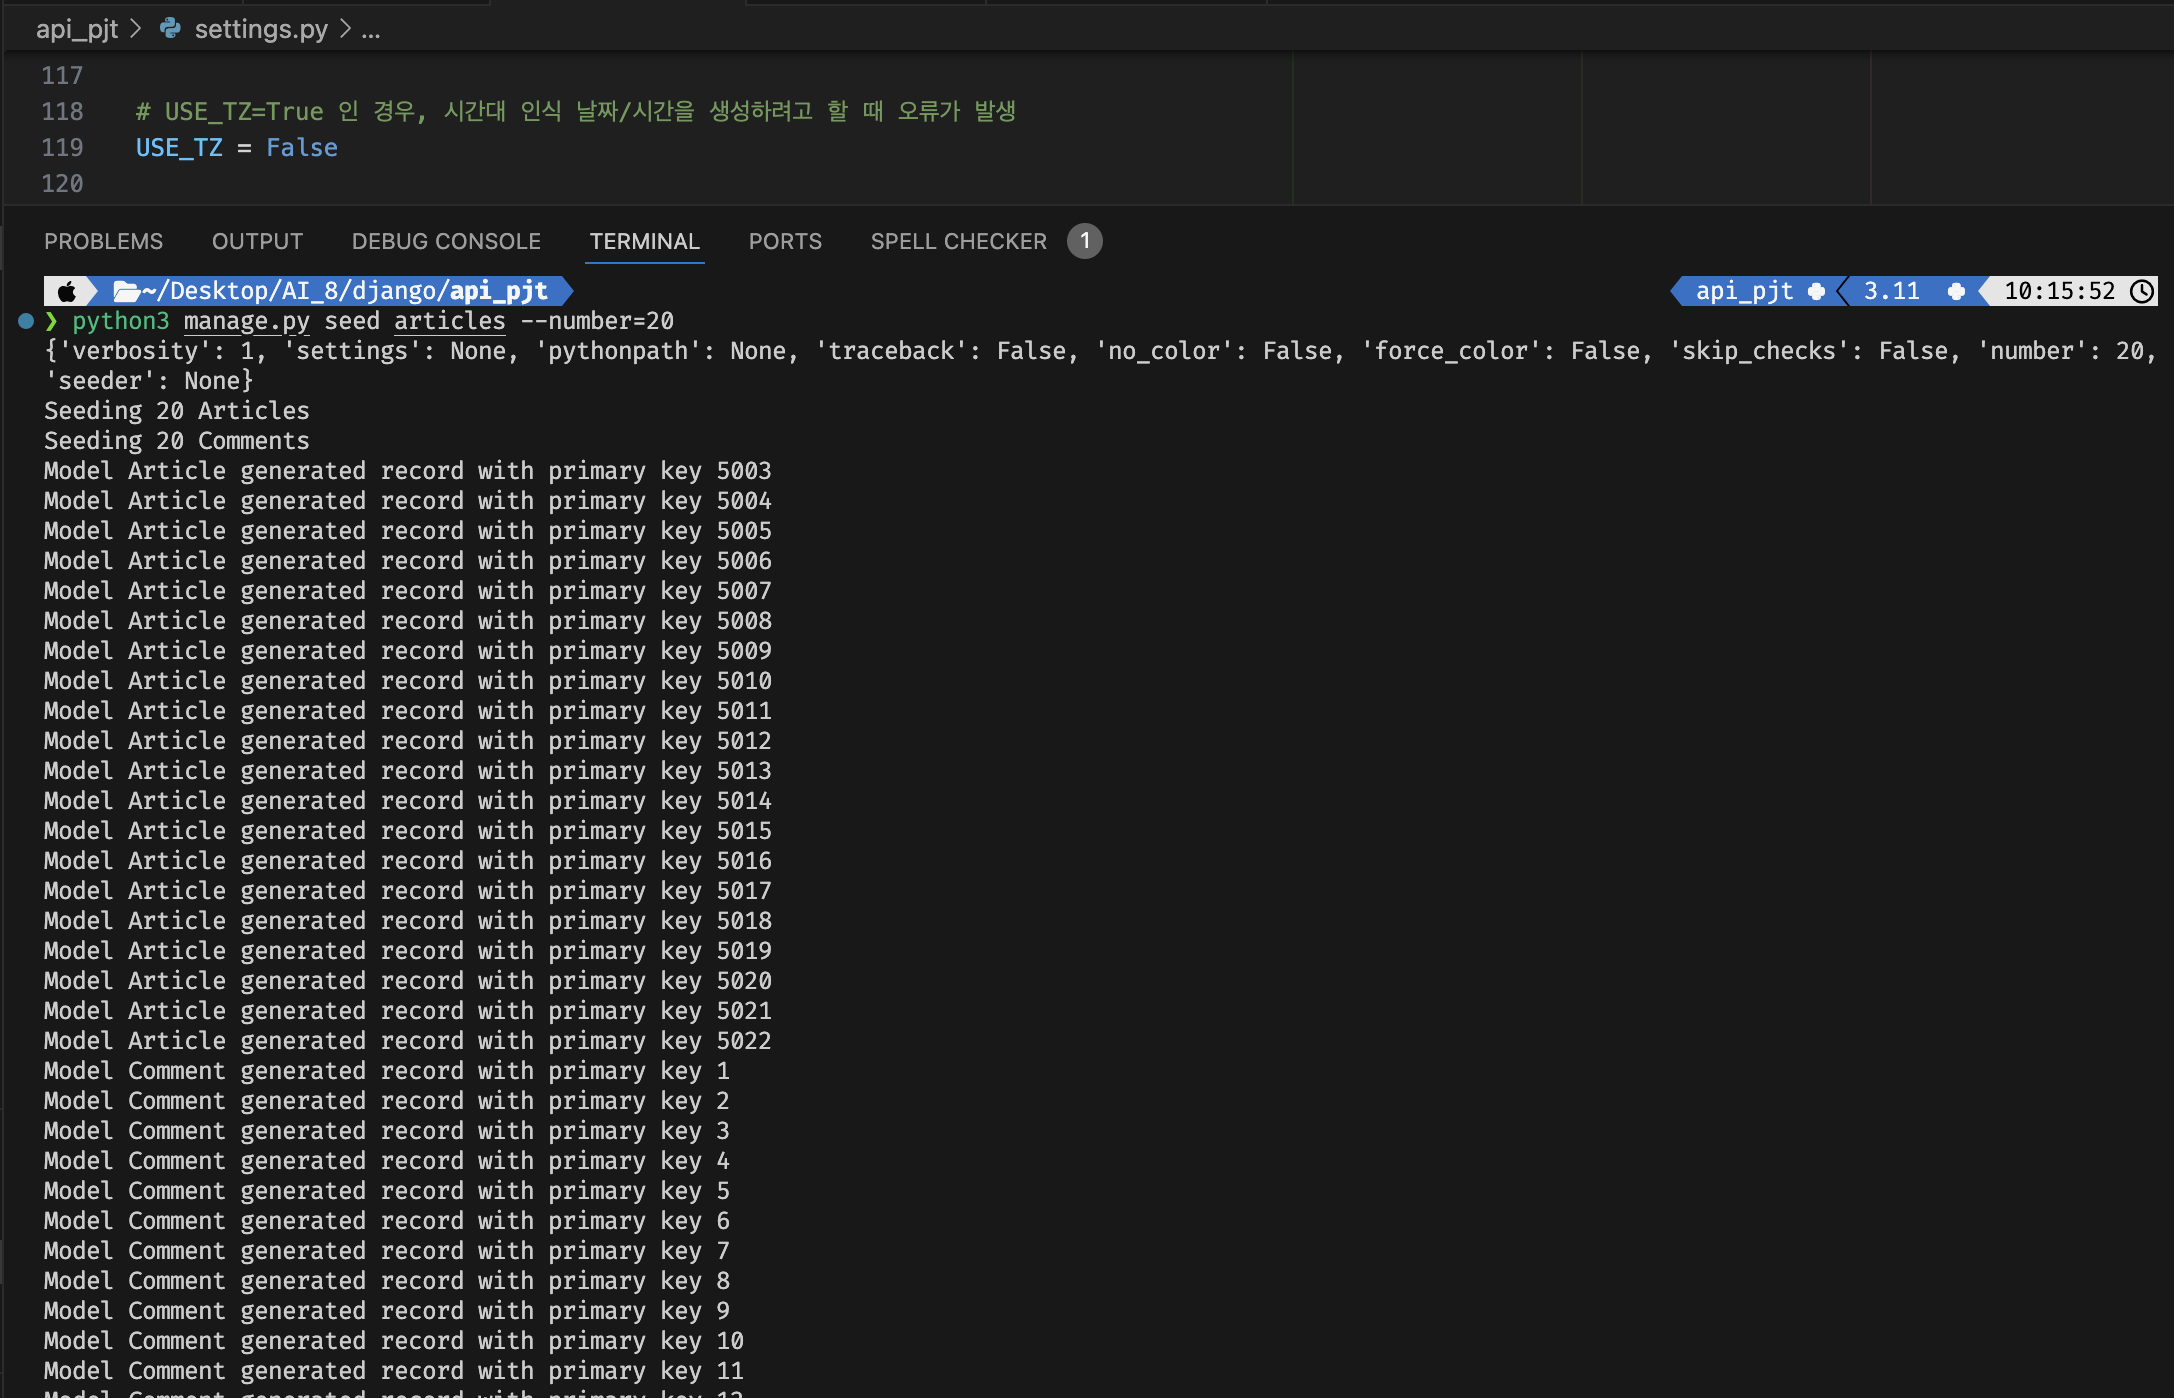 api_pjt > settings.py > ...
117
118 # USE_TZ=True 인 경우, 시간대 인식 날짜/시간을 생성하려고 할 때 오류가 발생
119 USE_TZ = False
120
PROBLEMS OUTPUT DEBUG CONSOLE TERMINAL PORTS SPELL CHECKER 1
~/Desktop/AI_8/django/api_pjt api_pjt 3.11 10:15:52
❯ python3 manage.py seed articles --number=20
{'verbosity': 1, 'settings': None, 'pythonpath': None, 'traceback': False, 'no_color': False, 'force_color': False, 'skip_checks': False, 'number': 20,
'seeder': None}
Seeding 20 Articles
Seeding 20 Comments
Model Article generated record with primary key 5003
Model Article generated record with primary key 5004
Model Article generated record with primary key 5005
Model Article generated record with primary key 5006
Model Article generated record with primary key 5007
Model Article generated record with primary key 5008
Model Article generated record with primary key 5009
Model Article generated record with primary key 5010
Model Article generated record with primary key 5011
Model Article generated record with primary key 5012
Model Article generated record with primary key 5013
Model Article generated record with primary key 5014
Model Article generated record with primary key 5015
Model Article generated record with primary key 5016
Model Article generated record with primary key 5017
Model Article generated record with primary key 5018
Model Article generated record with primary key 5019
Model Article generated record with primary key 5020
Model Article generated record with primary key 5021
Model Article generated record with primary key 5022
Model Comment generated record with primary key 1
Model Comment generated record with primary key 2
Model Comment generated record with primary key 3
Model Comment generated record with primary key 4
Model Comment generated record with primary key 5
Model Comment generated record with primary key 6
Model Comment generated record with primary key 7
Model Comment generated record with primary key 8
Model Comment generated record with primary key 9
Model Comment generated record with primary key 10
Model Comment generated record with primary key 11
Model Comment generated record with primary key 12